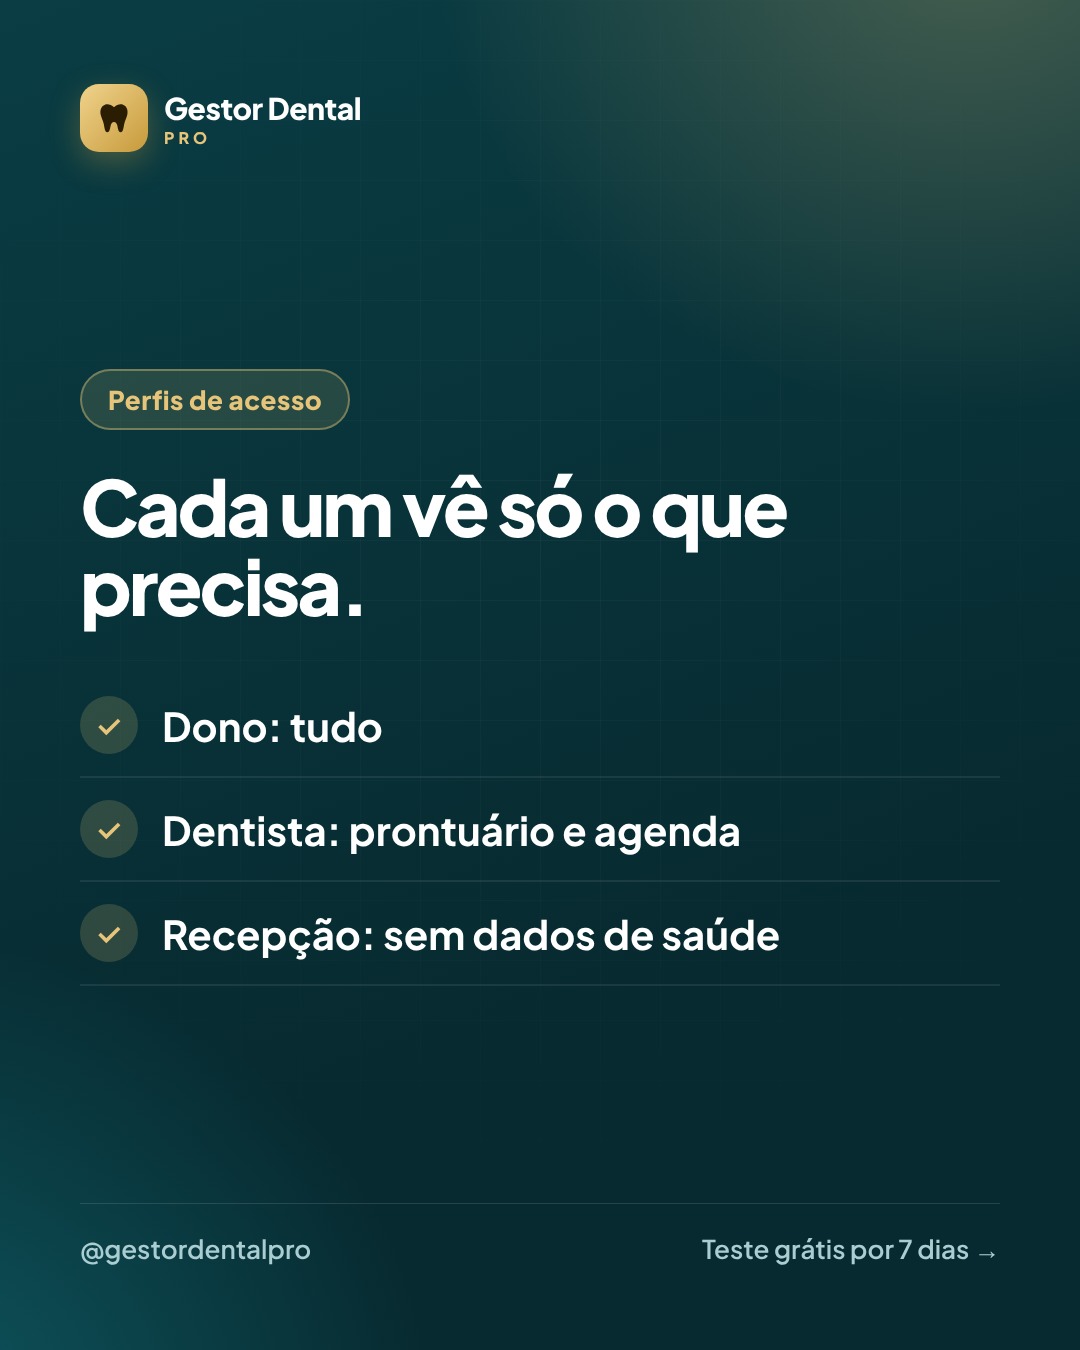 Gestor Dental
PRO
Perfis de acesso
Cada um vê só o que
precisa.
Dono: tudo
Dentista: prontuário e agenda
Recepção: sem dados de saúde
@gestordentalpro
Teste grátis por 7 dias →